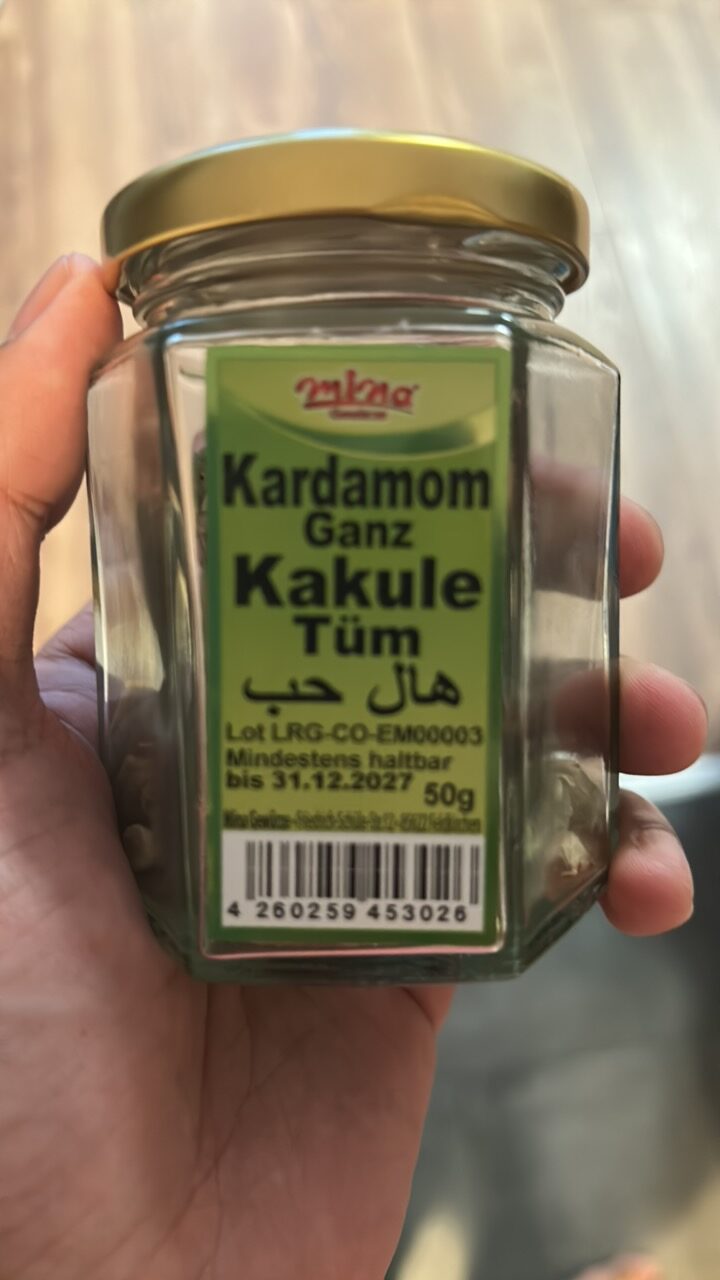 mina
Kardamom
Ganz
Kakule
Tüm
هال حب
Lot LRG-CO-EM00003
Mindestens haltbar
bis 31.12.2027
50g
4 260259 453026